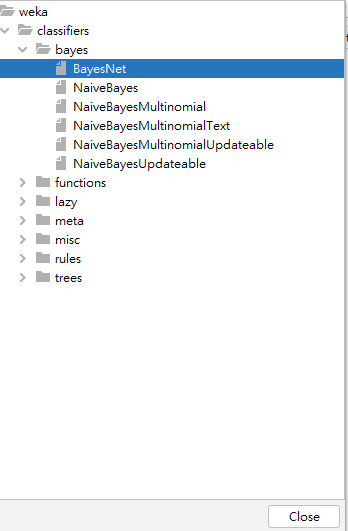 weka
classifiers
bayes
BayesNet
NaiveBayes
NaiveBayesMultinomial
NaiveBayesMultinomialText
NaiveBayesMultinomialUpdateable
NaiveBayesUpdateable
functions
lazy
meta
misc
rules
trees
Close